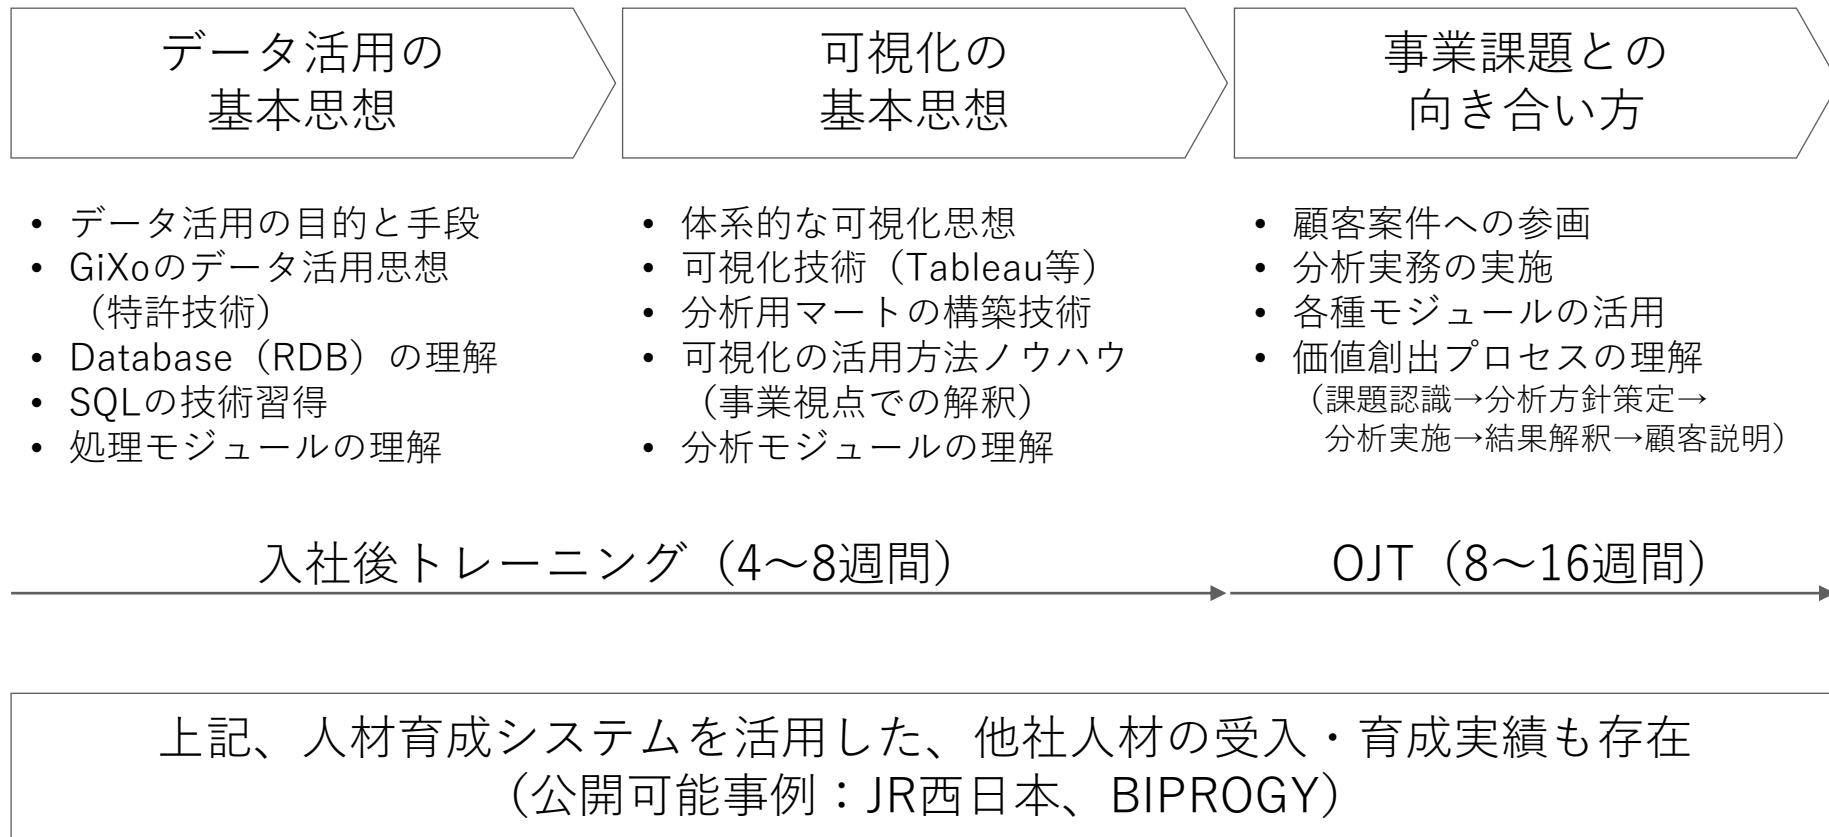 データ活用の
基本思想
可視化の
基本思想
事業課題との
向き合い方
• データ活用の目的と手段
• GiXoのデータ活用思想
（特許技術）
• Database（RDB）の理解
• SQLの技術習得
• 処理モジュールの理解
• 体系的な可視化思想
• 可視化技術（Tableau等）
• 分析用マートの構築技術
• 可視化の活用方法ノウハウ
（事業視点での解釈）
• 分析モジュールの理解
• 顧客案件への参画
• 分析実務の実施
• 各種モジュールの活用
• 価値創出プロセスの理解
（課題認識→分析方針策定→
分析実施→結果解釈→顧客説明）
入社後トレーニング（4～8週間）
OJT（8～16週間）
上記、人材育成システムを活用した、他社人材の受入・育成実績も存在
（公開可能事例：JR西日本、BIPROGY）